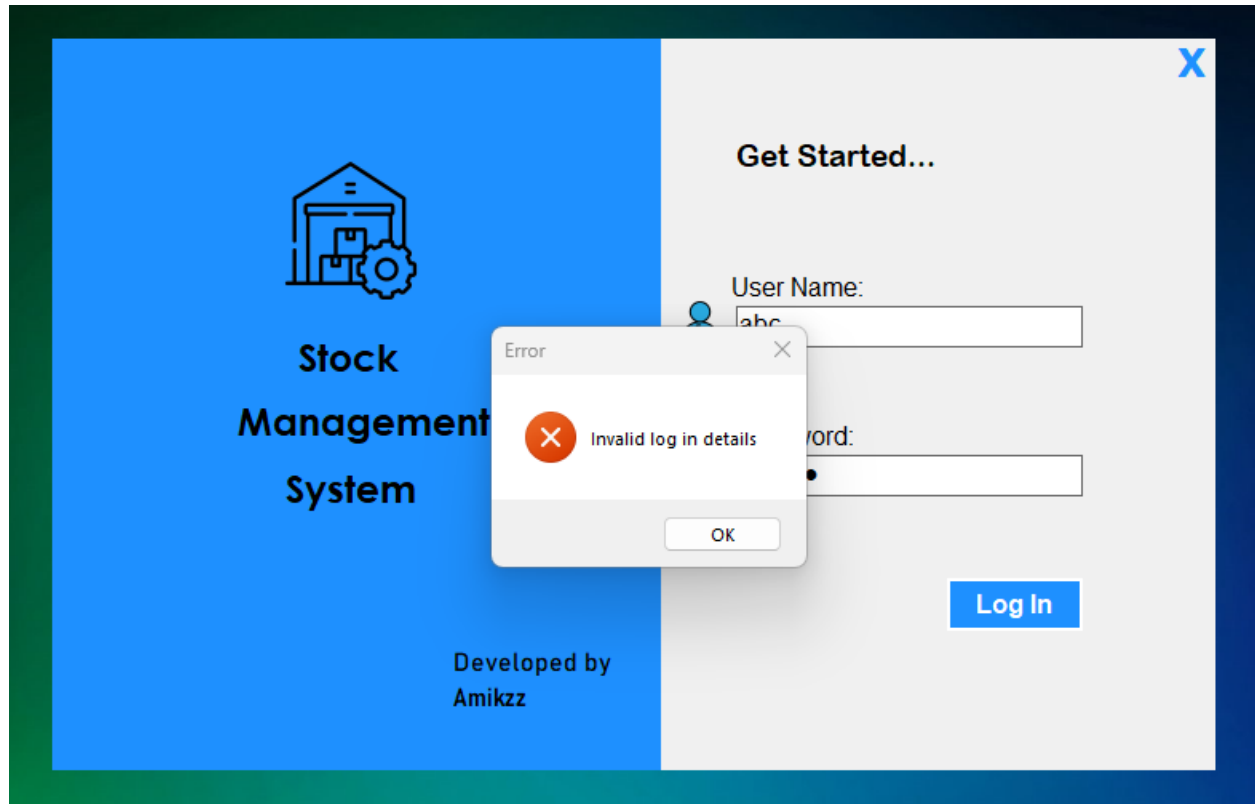 X
Get Started...
Stock
Management
System
User Name:
abc
Error
Invalid log in details
OK
Log In
Developed by
Amikzz